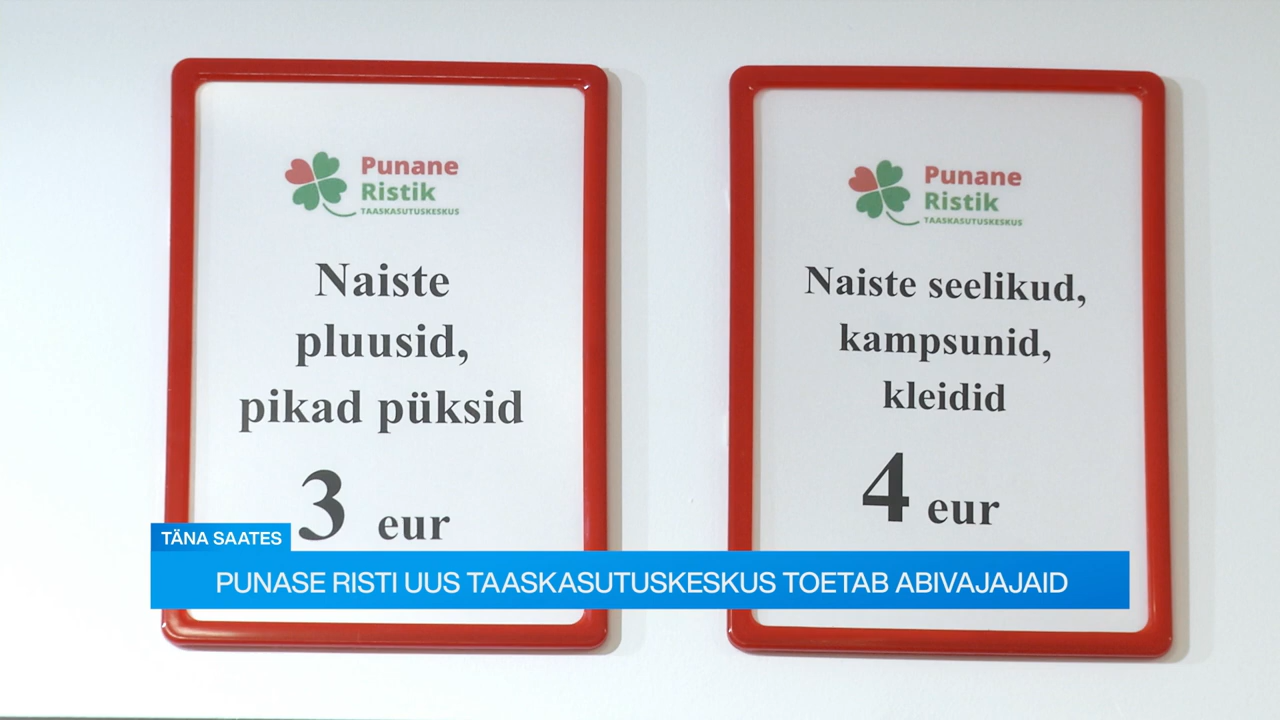 Punane
Ristik
TAASKASUTUSKESKUS
Naiste
pluusid,
pikad püksid
3 eur
Punane
Ristik
TAASKASUTUSKESKUS
Naiste seelikud,
kampsunid,
kleidid
4 eur
TÄNA SAATES
PUNASE RISTI UUS TAASKASUTUSKESKUS TOETAB ABIVAJAJAID